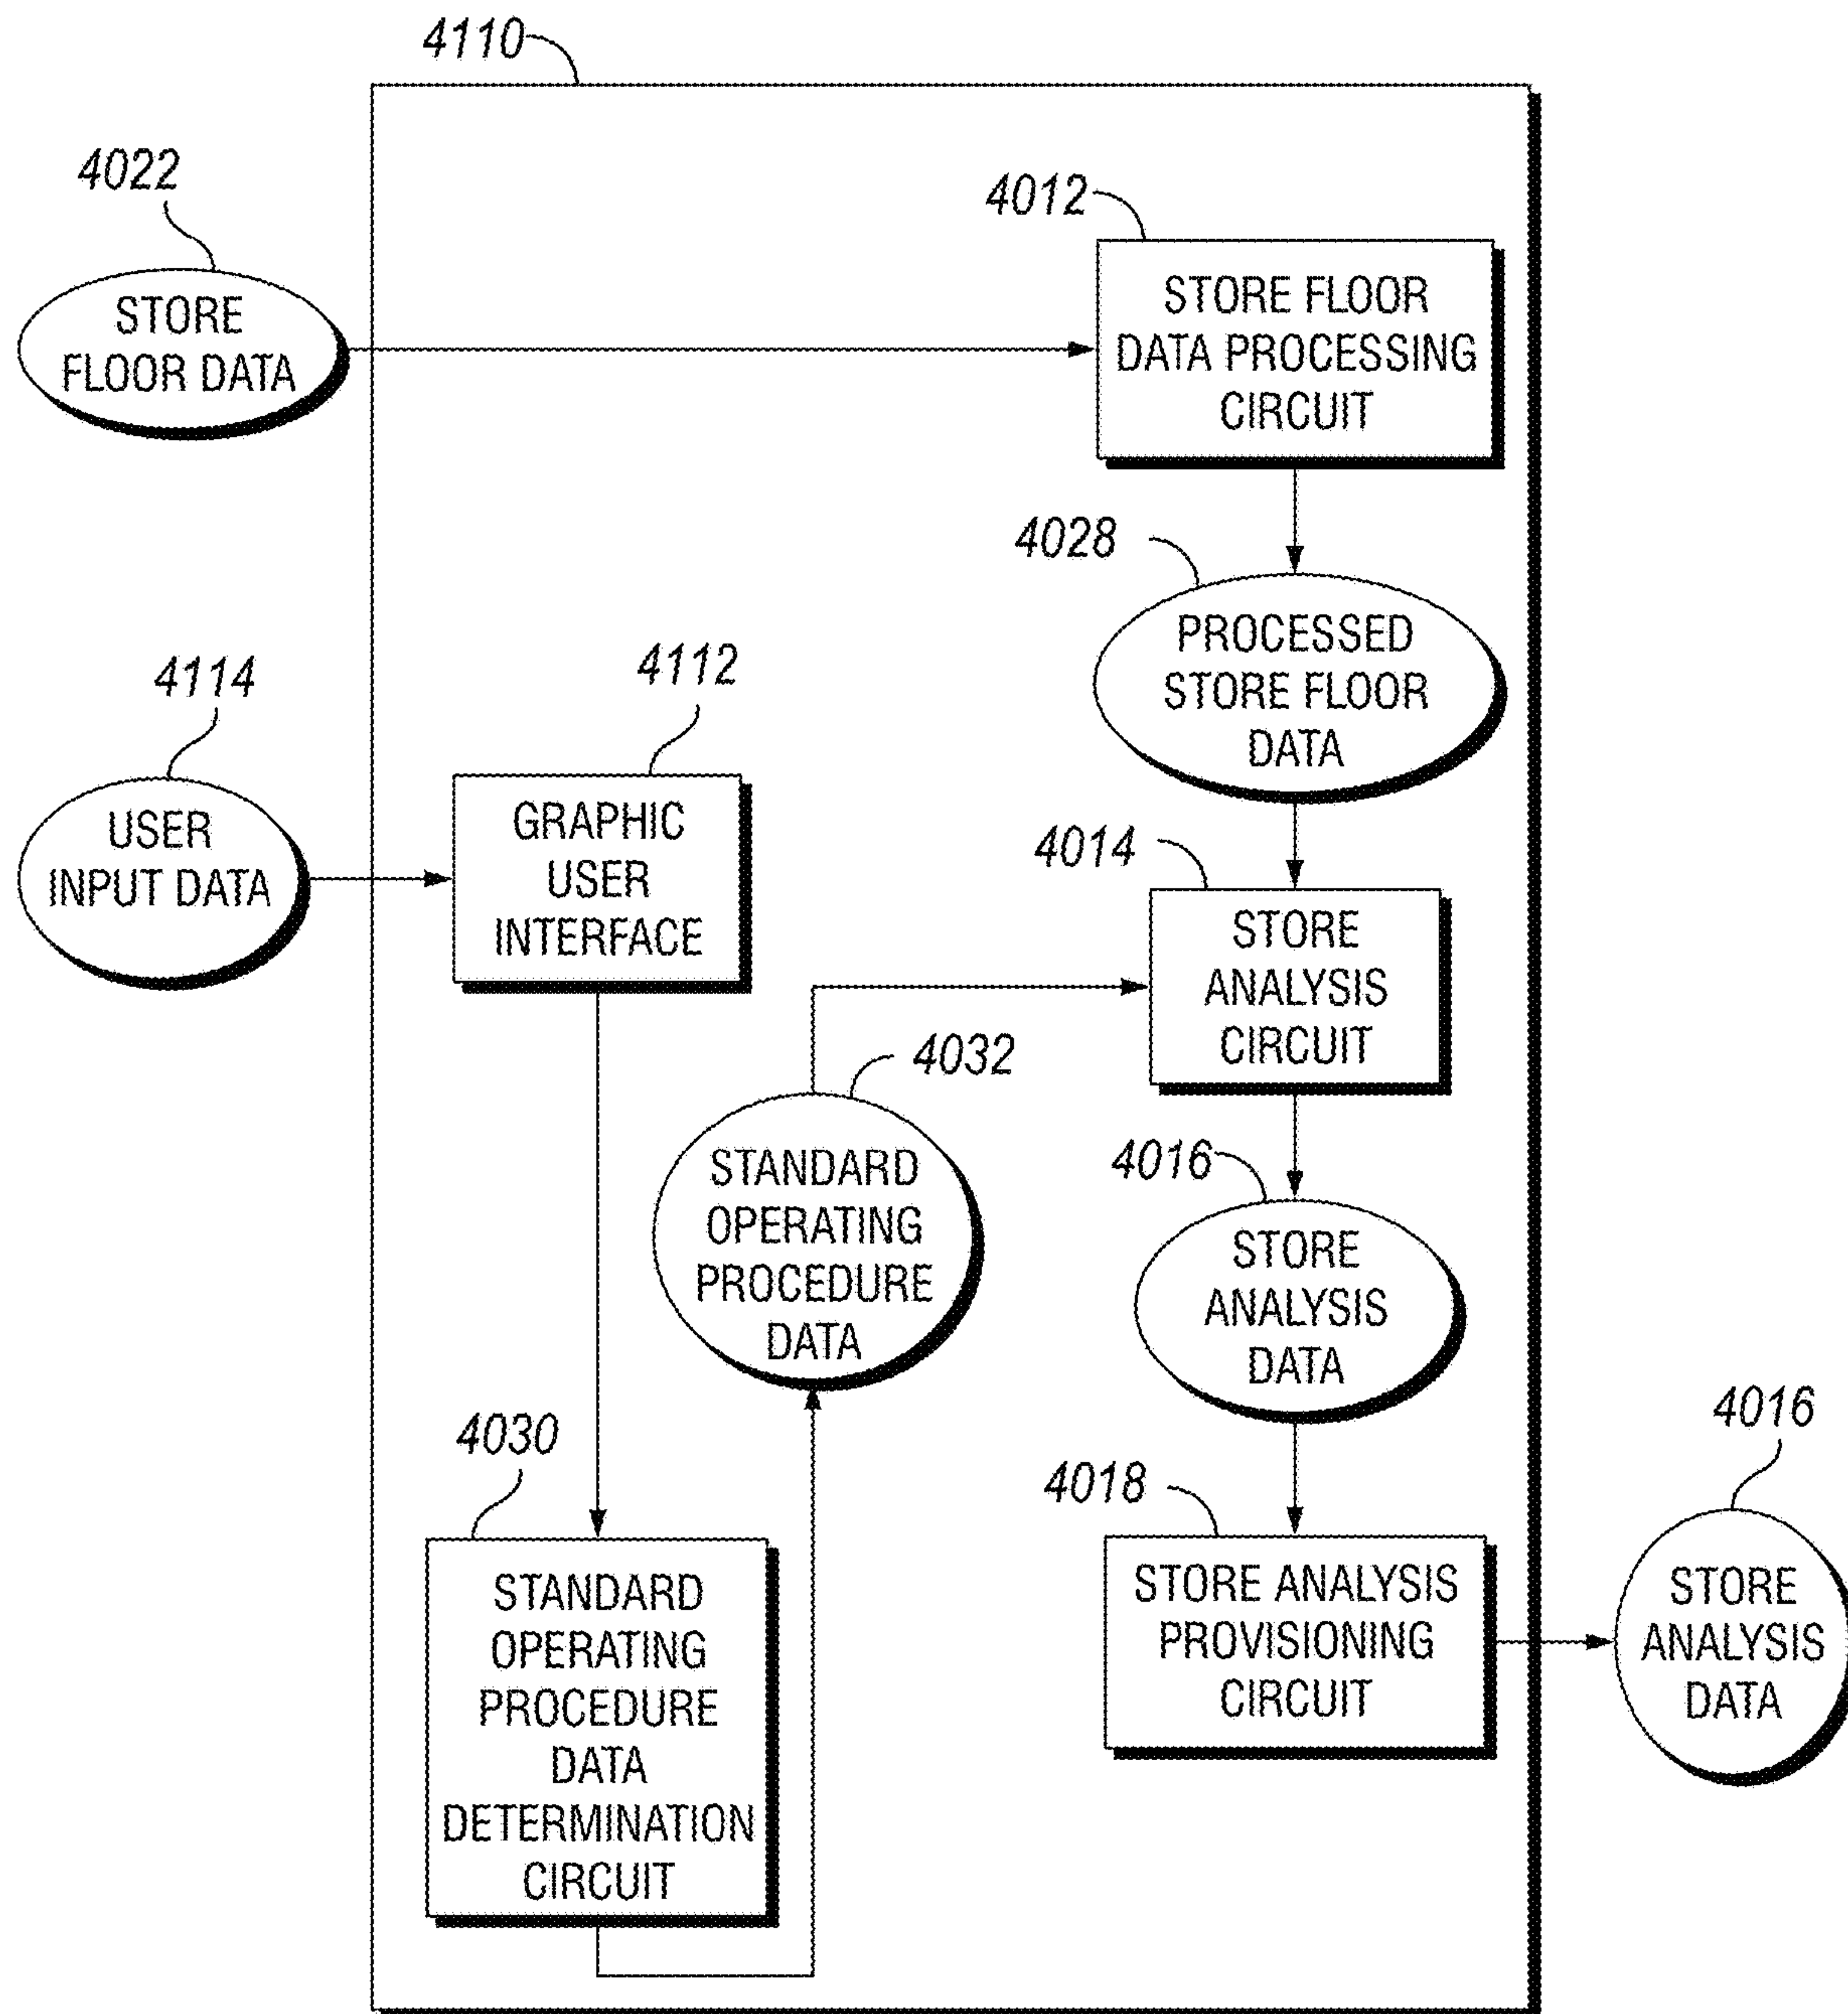 4110
4022
STORE
FLOOR DATA
4012
STORE FLOOR
DATA PROCESSING
CIRCUIT
4028
PROCESSED
STORE FLOOR
DATA
4114
USER
INPUT DATA
4112
GRAPHIC
USER
INTERFACE
4014
STORE
ANALYSIS
CIRCUIT
4032
STANDARD
OPERATING
PROCEDURE
DATA
4016
STORE
ANALYSIS
DATA
4030
STANDARD
OPERATING
PROCEDURE
DATA
DETERMINATION
CIRCUIT
4018
STORE ANALYSIS
PROVISIONING
CIRCUIT
4016
STORE
ANALYSIS
DATA